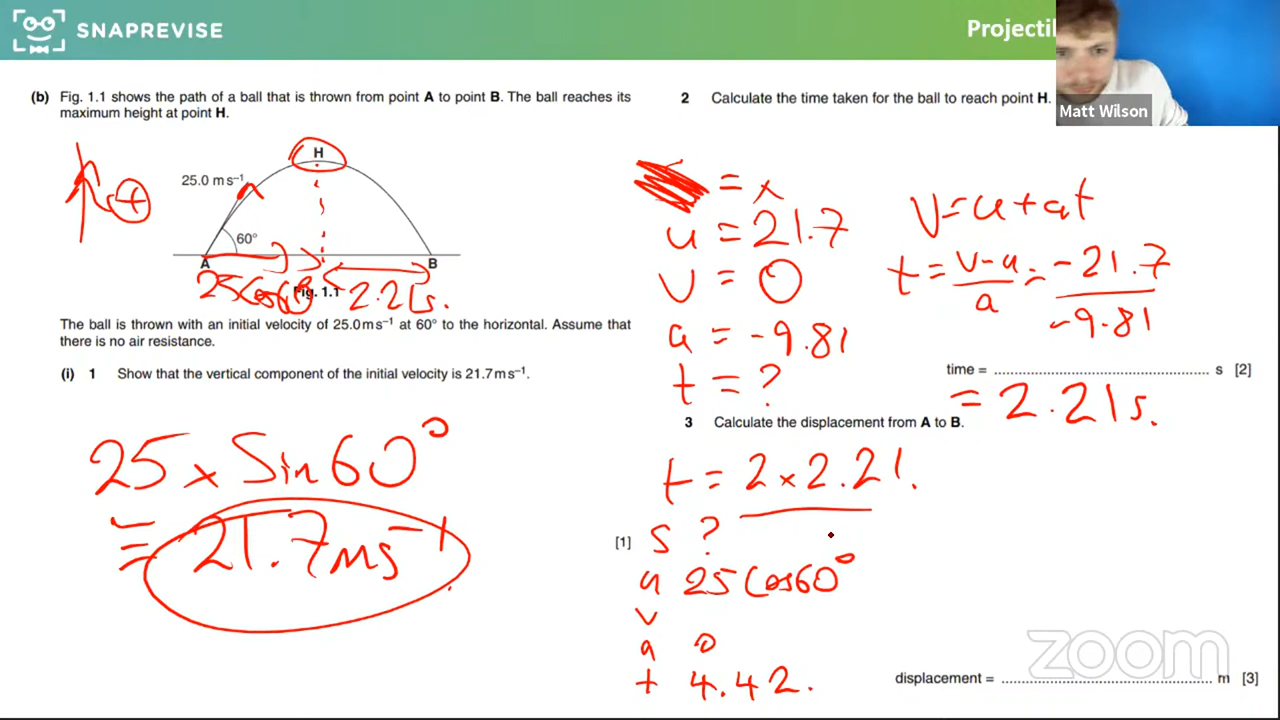 SNAPREVISE
Projectil
Matt Wilson
(b) Fig. 1.1 shows the path of a ball that is thrown from point A to point B. The ball reaches its
maximum height at point H.
H
25.0 m s⁻¹
+
60°
A
B
25cos60°
Fig. 1.1
2.21s.
The ball is thrown with an initial velocity of 25.0 m s⁻¹ at 60° to the horizontal. Assume that
there is no air resistance.
(i) 1 Show that the vertical component of the initial velocity is 21.7 m s⁻¹.
25 × Sin60°
= 21.7ms⁻¹
[1]
2 Calculate the time taken for the ball to reach point H.
= x
u = 21.7
v = 0
a = -9.81
t = ?
V = u + at
t = v-u / a = -21.7 / -9.81
time = ........ s [2]
= 2.21s.
3 Calculate the displacement from A to B.
t = 2 × 2.21.
s ?
u 25 Cos60°
v
a 0
t 4.42.
displacement = ........ m [3]
zoom